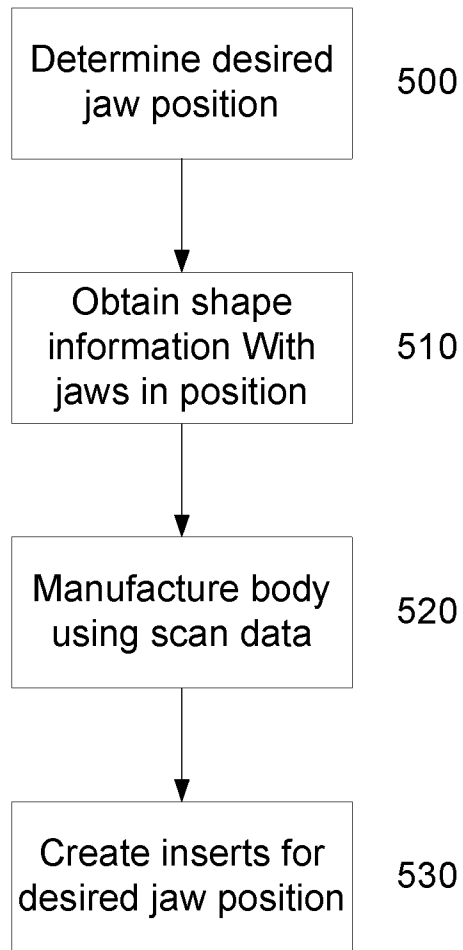 Determine desired
jaw position
500
Obtain shape
information With
jaws in position
510
Manufacture body
using scan data
520
Create inserts for
desired jaw position
530